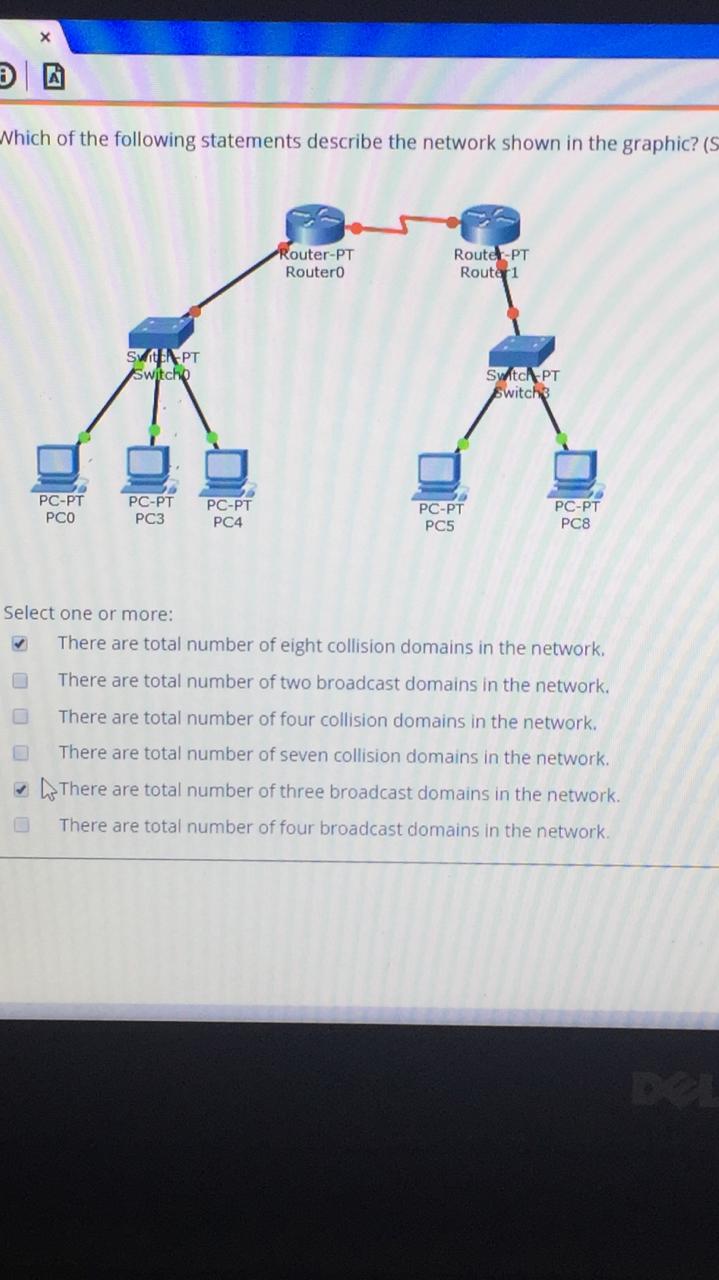 Which of the following statements describe the network shown in the graphic? (S
Router-PT
Router0
Router-PT
Router1
Switch-PT
Switch0
Switch-PT
Switch3
PC-PT
PC0
PC-PT
PC3
PC-PT
PC4
PC-PT
PC5
PC-PT
PC8
Select one or more:
There are total number of eight collision domains in the network.
There are total number of two broadcast domains in the network.
There are total number of four collision domains in the network.
There are total number of seven collision domains in the network.
There are total number of three broadcast domains in the network.
There are total number of four broadcast domains in the network.
DEL